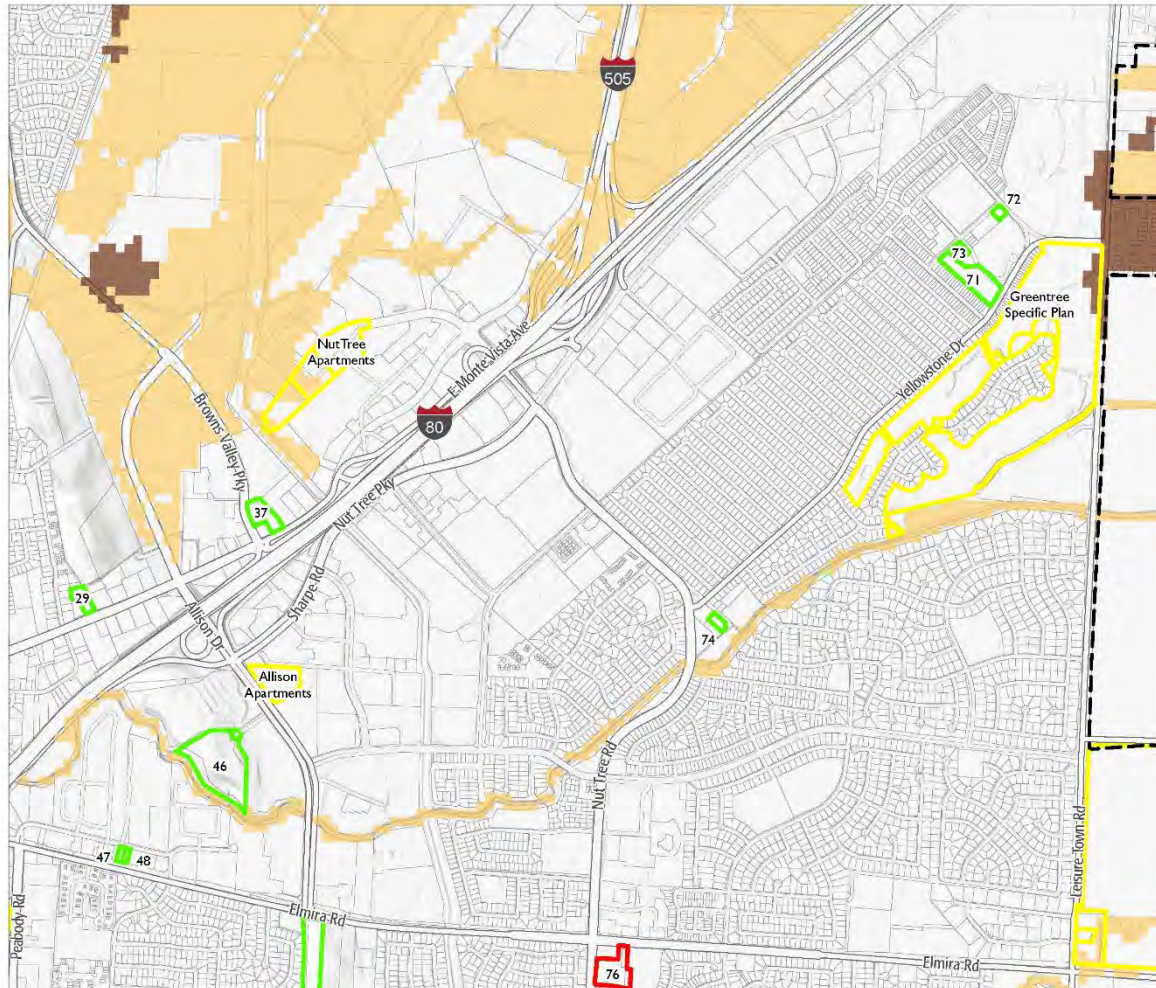 505
72
73
71
Greentree
Specific Plan
Nut Tree
Apartments
E Monte Vista Ave
Yellowstone Dr
80
Browns Valley Pky
Nut Tree Pky
37
Sharpe Rd
29
Allison Dr
74
Allison
Apartments
46
Nut Tree Rd
Leisure Town Rd
47
48
Peabody Rd
Elmira Rd
76
Elmira Rd